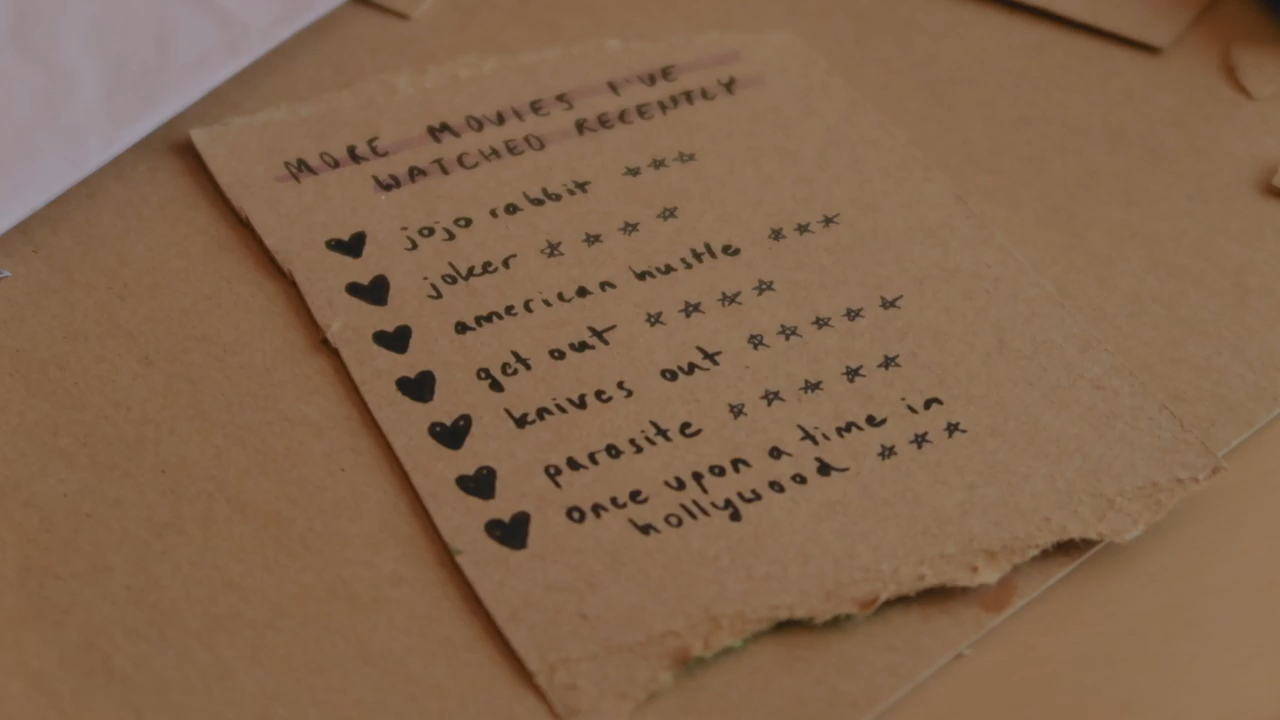 MORE MOVIES I'VE
WATCHED RECENTLY
♥ jojo rabbit ☆☆☆
♥ joker ☆☆☆☆
♥ american hustle ☆☆☆
♥ get out ☆☆☆☆
♥ knives out ☆☆☆☆☆
♥ parasite ☆☆☆☆☆
♥ once upon a time in
hollywood ☆☆☆